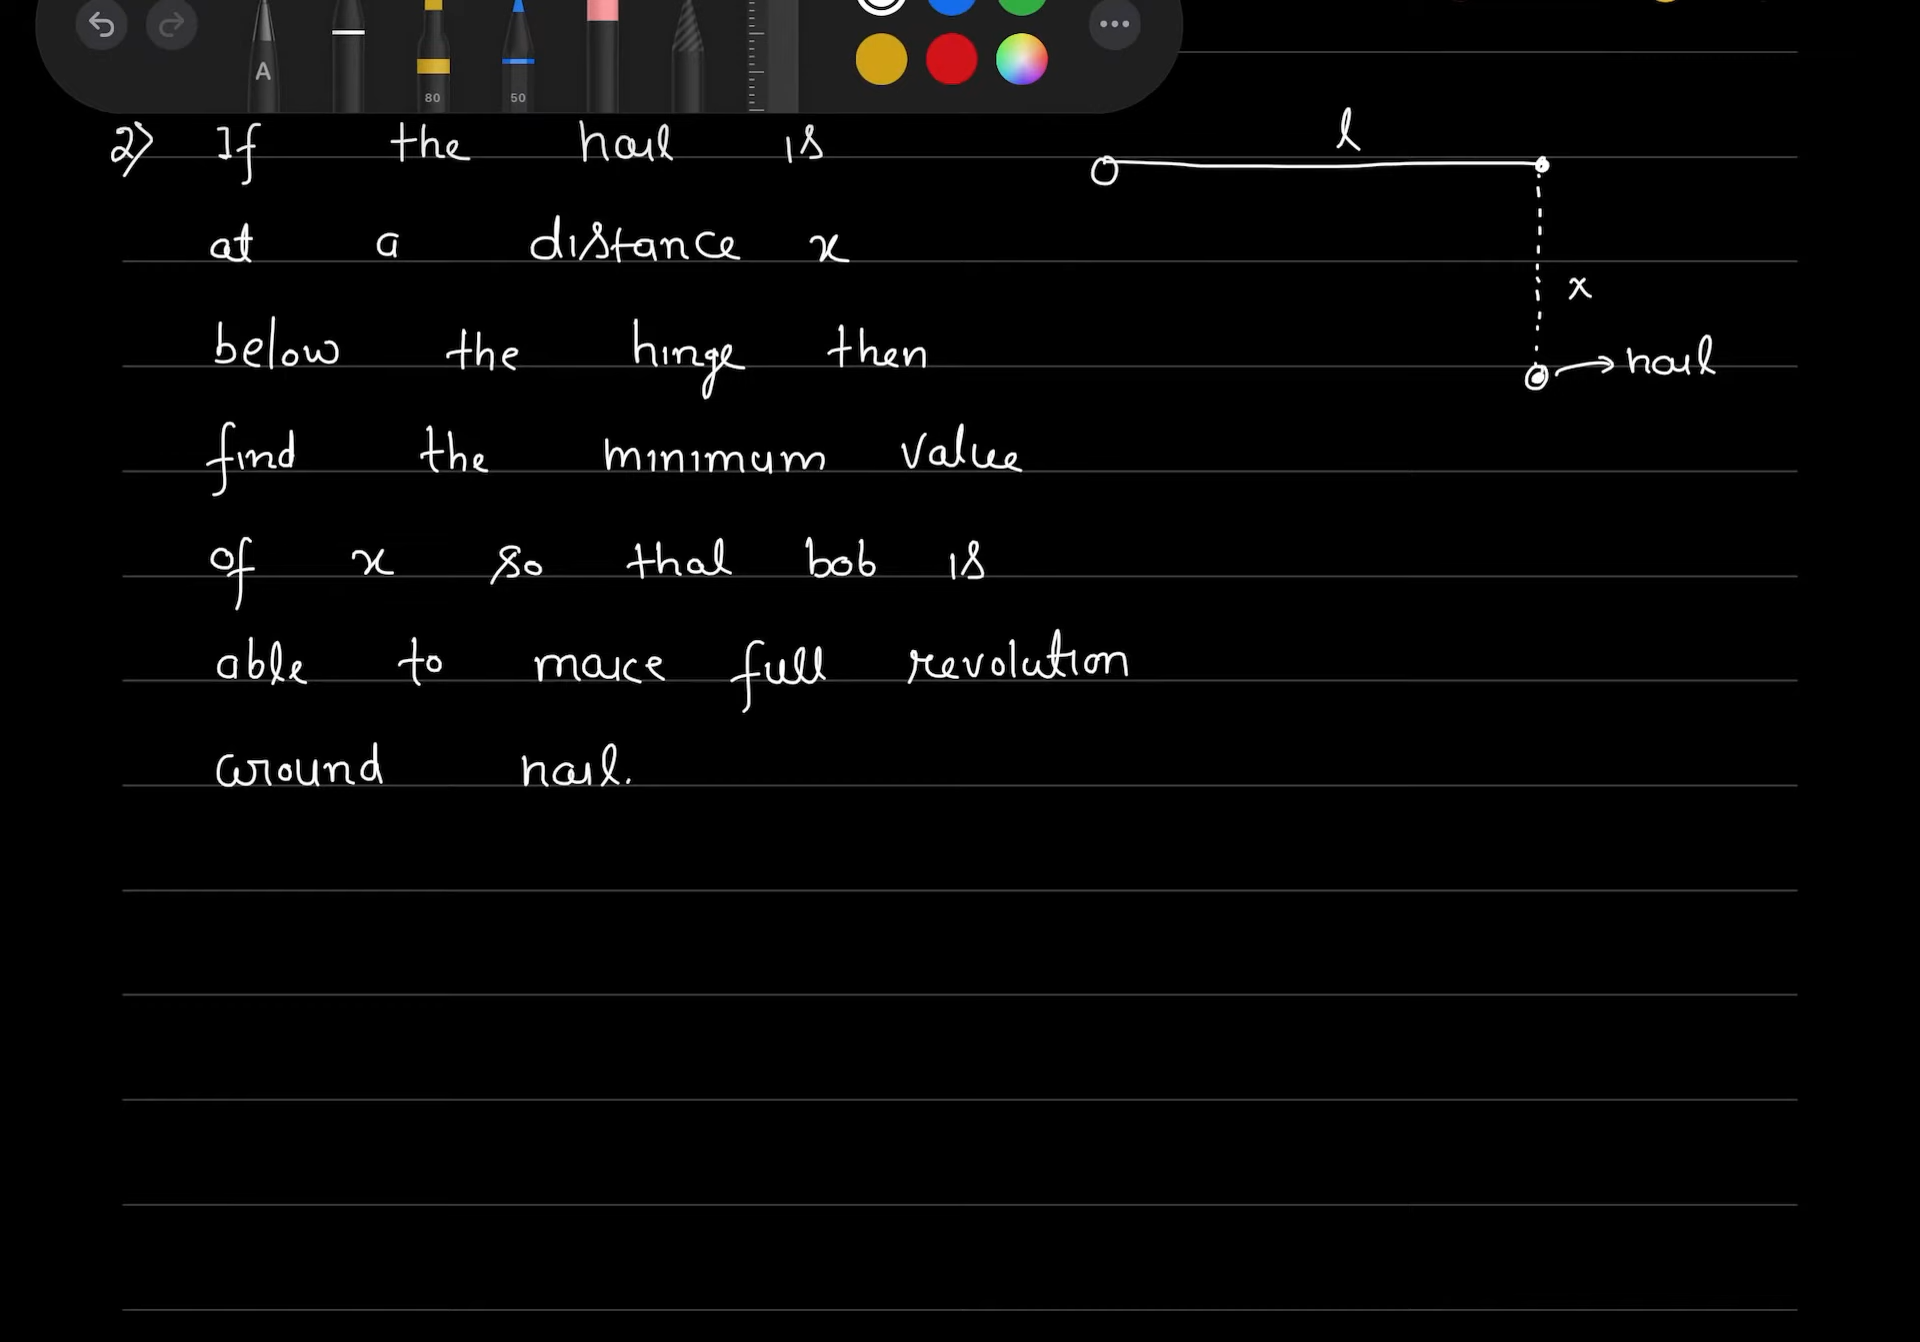 A
80
50
2) If the nail is
l
at a distance x
x
below the hinge then
nail
find the minimum value
of x so that bob is
able to make full revolution
around nail.